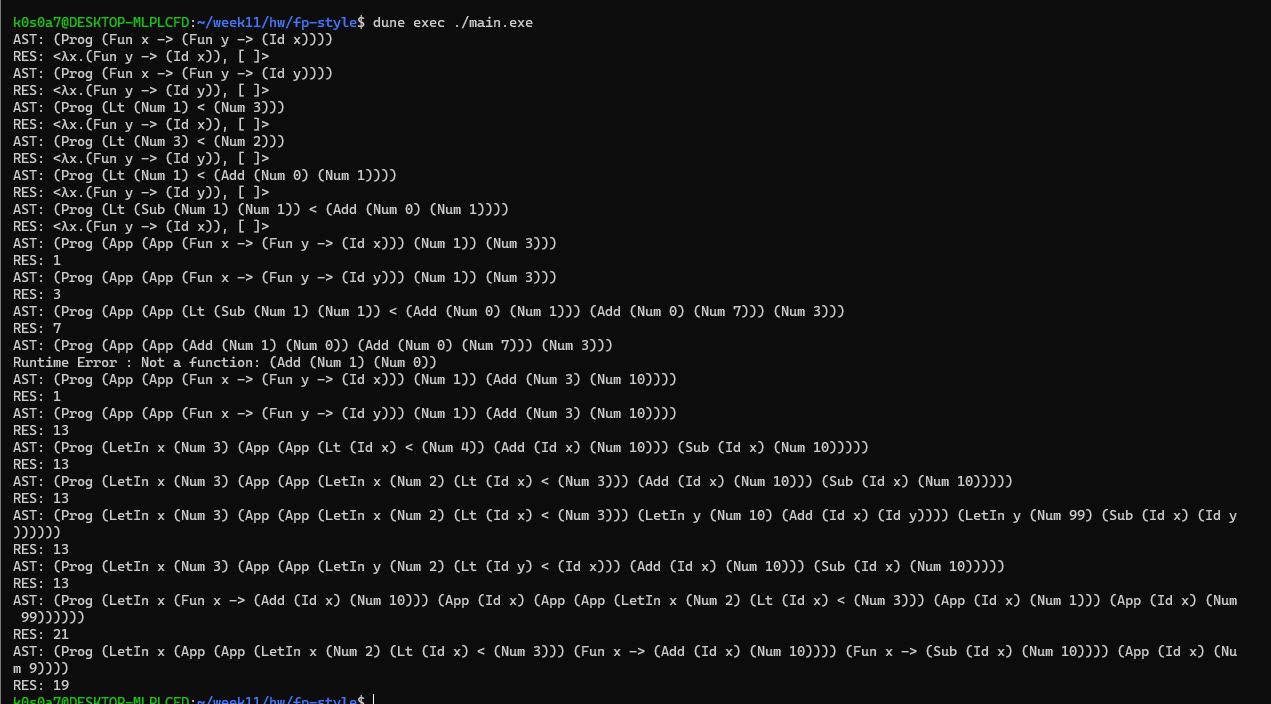 k0s0a7@DESKTOP-MLPLCFD:~/week11/hw/fp-style$ dune exec ./main.exe
AST: (Prog (Fun x -> (Fun y -> (Id x))))
RES: <λx.(Fun y -> (Id x)), [ ]>
AST: (Prog (Fun x -> (Fun y -> (Id y))))
RES: <λx.(Fun y -> (Id y)), [ ]>
AST: (Prog (Lt (Num 1) < (Num 3)))
RES: <λx.(Fun y -> (Id x)), [ ]>
AST: (Prog (Lt (Num 3) < (Num 2)))
RES: <λx.(Fun y -> (Id y)), [ ]>
AST: (Prog (Lt (Num 1) < (Add (Num 0) (Num 1))))
RES: <λx.(Fun y -> (Id y)), [ ]>
AST: (Prog (Lt (Sub (Num 1) (Num 1)) < (Add (Num 0) (Num 1))))
RES: <λx.(Fun y -> (Id x)), [ ]>
AST: (Prog (App (App (Fun x -> (Fun y -> (Id x))) (Num 1)) (Num 3)))
RES: 1
AST: (Prog (App (App (Fun x -> (Fun y -> (Id y))) (Num 1)) (Num 3)))
RES: 3
AST: (Prog (App (App (Lt (Sub (Num 1) (Num 1)) < (Add (Num 0) (Num 1))) (Add (Num 0) (Num 7))) (Num 3)))
RES: 7
AST: (Prog (App (App (Add (Num 1) (Num 0)) (Add (Num 0) (Num 7))) (Num 3)))
Runtime Error : Not a function: (Add (Num 1) (Num 0))
AST: (Prog (App (App (Fun x -> (Fun y -> (Id x))) (Num 1)) (Add (Num 3) (Num 10))))
RES: 1
AST: (Prog (App (App (Fun x -> (Fun y -> (Id y))) (Num 1)) (Add (Num 3) (Num 10))))
RES: 13
AST: (Prog (LetIn x (Num 3) (App (App (Lt (Id x) < (Num 4)) (Add (Id x) (Num 10))) (Sub (Id x) (Num 10)))))
RES: 13
AST: (Prog (LetIn x (Num 3) (App (App (LetIn x (Num 2) (Lt (Id x) < (Num 3))) (Add (Id x) (Num 10))) (Sub (Id x) (Num 10)))))
RES: 13
AST: (Prog (LetIn x (Num 3) (App (App (LetIn x (Num 2) (Lt (Id x) < (Num 3))) (LetIn y (Num 10) (Add (Id x) (Id y)))) (LetIn y (Num 99) (Sub (Id x) (Id y
))))))
RES: 13
AST: (Prog (LetIn x (Num 3) (App (App (LetIn y (Num 2) (Lt (Id y) < (Id x))) (Add (Id x) (Num 10))) (Sub (Id x) (Num 10)))))
RES: 13
AST: (Prog (LetIn x (Fun x -> (Add (Id x) (Num 10))) (App (Id x) (App (App (LetIn x (Num 2) (Lt (Id x) < (Num 3))) (App (Id x) (Num 1))) (App (Id x) (Num
99))))))
RES: 21
AST: (Prog (LetIn x (App (App (LetIn x (Num 2) (Lt (Id x) < (Num 3))) (Fun x -> (Add (Id x) (Num 10)))) (Fun x -> (Sub (Id x) (Num 10)))) (App (Id x) (Nu
m 9))))
RES: 19
k0s0a7@DESKTOP-MLPLCFD:~/week11/hw/fp-style$